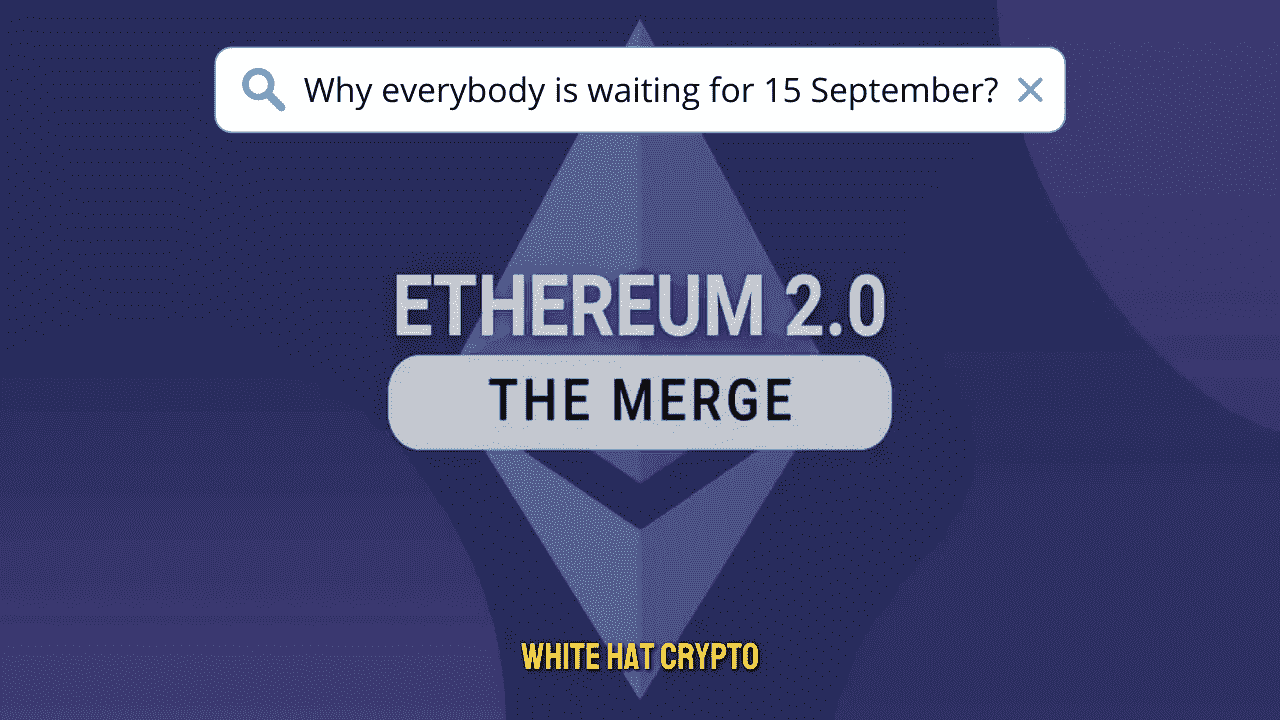 Why everybody is waiting for 15 September?
ETHEREUM 2.0
THE MERGE
WHITE HAT CRYPTO